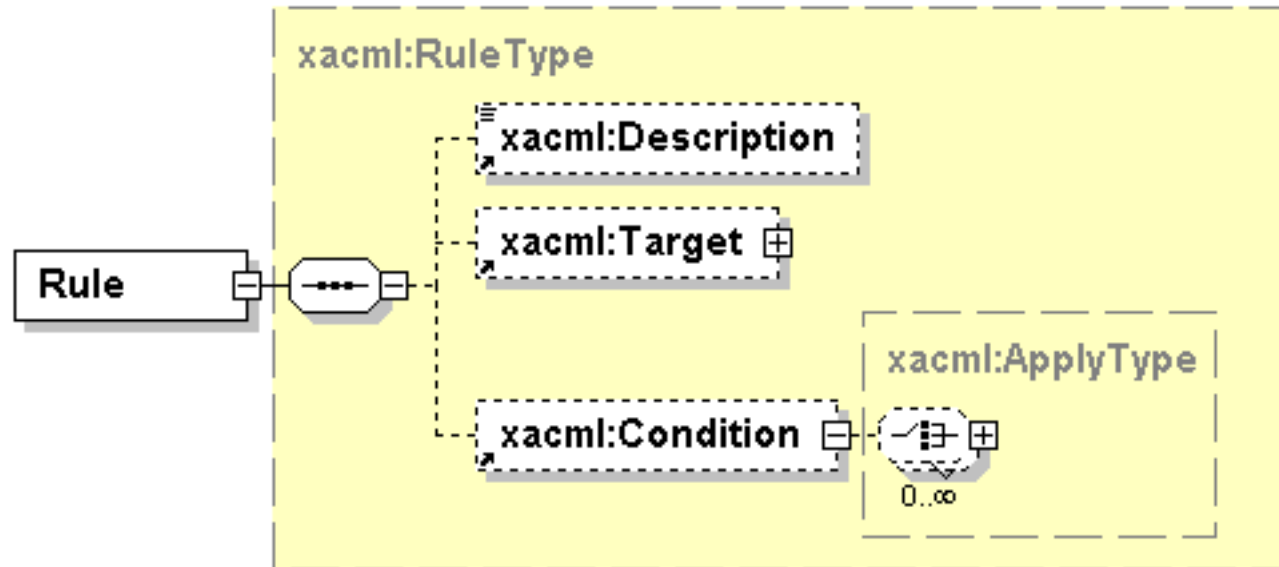 xacml:RuleType
xacml:Description
xacml:Target
Rule
xacml:ApplyType
xacml:Condition
0..∞